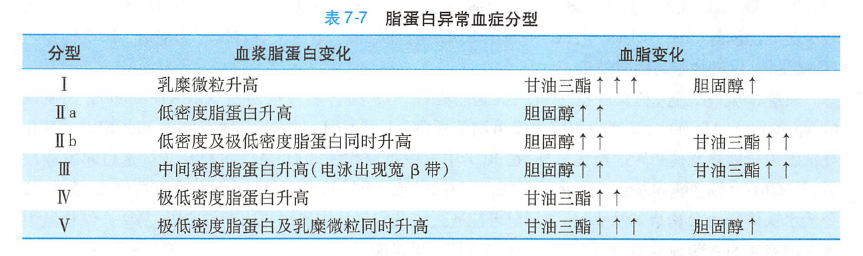 表7-7 脂蛋白异常血症分型
分型 血浆脂蛋白变化 血脂变化
Ⅰ 乳糜微粒升高 甘油三酯↑↑↑ 胆固醇↑
Ⅱa 低密度脂蛋白升高 胆固醇↑↑
Ⅱb 低密度及极低密度脂蛋白同时升高 胆固醇↑↑ 甘油三酯↑↑
Ⅲ 中间密度脂蛋白升高(电泳出现宽β带) 胆固醇↑↑ 甘油三酯↑↑
Ⅳ 极低密度脂蛋白升高 甘油三酯↑↑
Ⅴ 极低密度脂蛋白及乳糜微粒同时升高 甘油三酯↑↑↑ 胆固醇↑